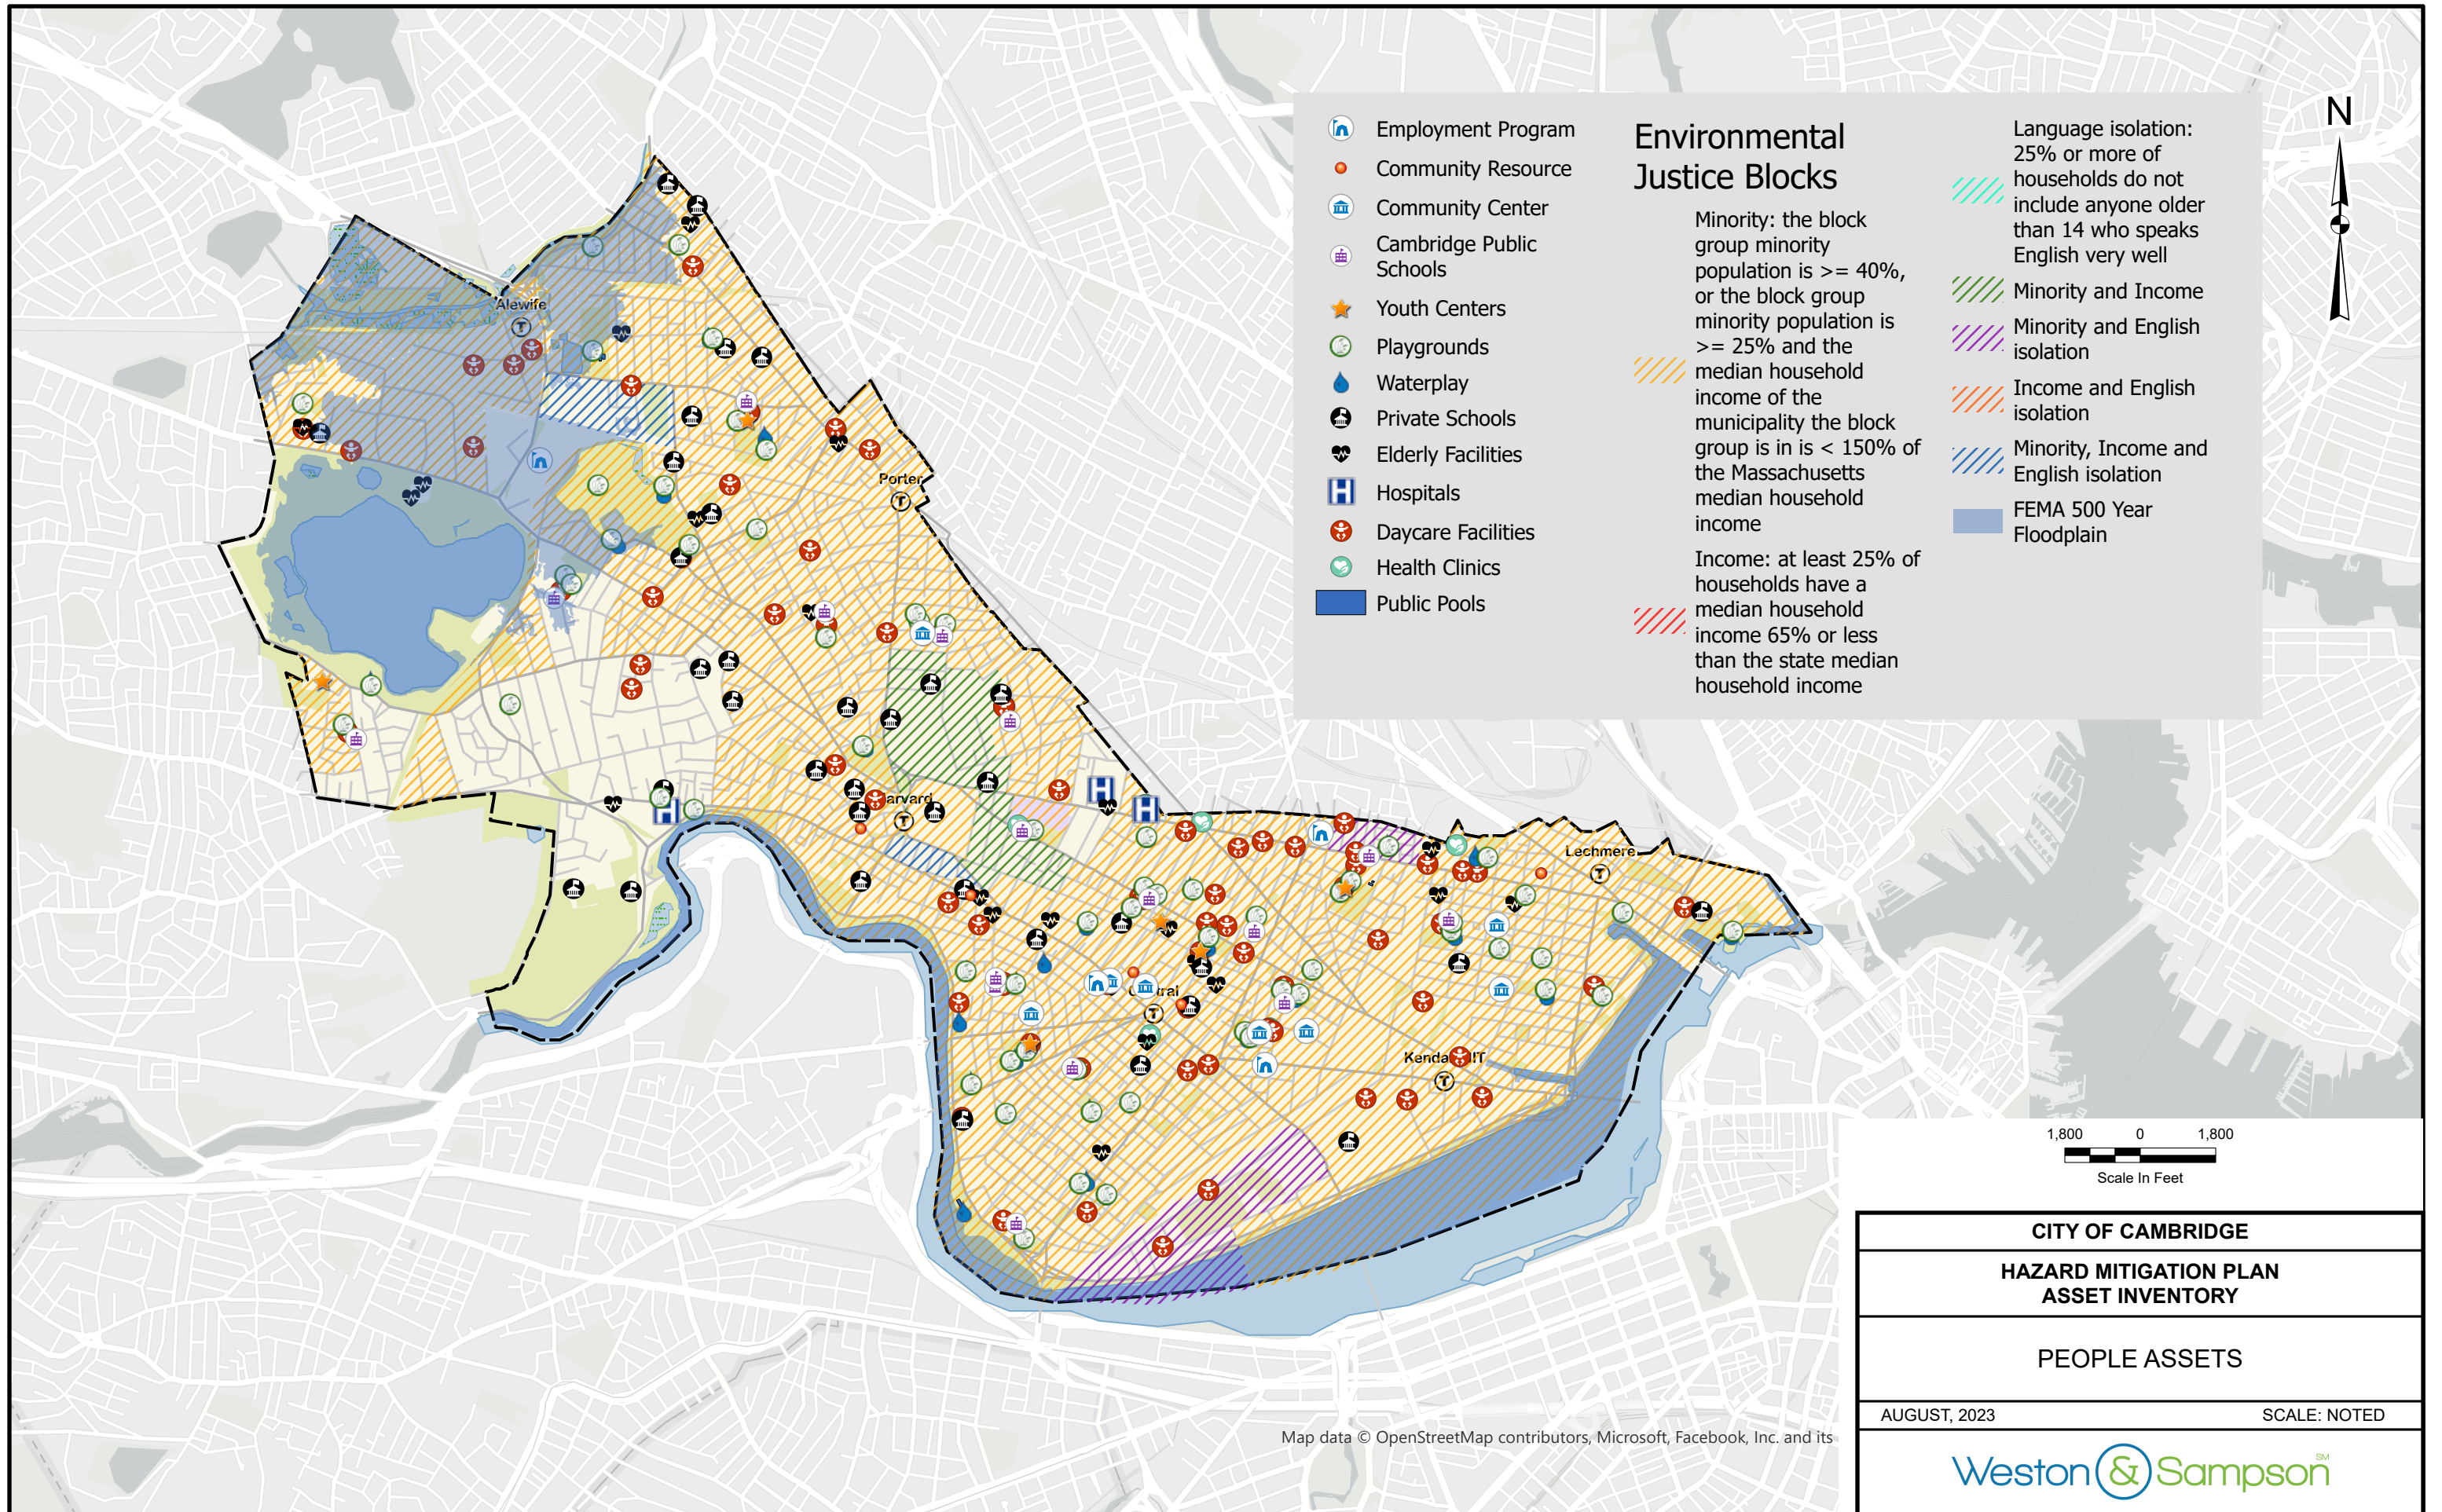 Employment Program
Community Resource
Community Center
Cambridge Public
Schools
Youth Centers
Playgrounds
Waterplay
Private Schools
Elderly Facilities
Hospitals
Daycare Facilities
Health Clinics
Public Pools
Environmental
Justice Blocks
Minority: the block
group minority
population is >= 40%,
or the block group
minority population is
>= 25% and the
median household
income of the
municipality the block
group is in is < 150% of
the Massachusetts
median household
income
Income: at least 25% of
households have a
median household
income 65% or less
than the state median
household income
Language isolation:
25% or more of
households do not
include anyone older
than 14 who speaks
English very well
Minority and Income
Minority and English
isolation
Income and English
isolation
Minority, Income and
English isolation
FEMA 500 Year
Floodplain
N
Alewife
T
Porter
T
arvard
T
Lechmere
T
tral
T
Kenda IT
T
1,800 0 1,800
Scale In Feet
CITY OF CAMBRIDGE
HAZARD MITIGATION PLAN
ASSET INVENTORY
PEOPLE ASSETS
AUGUST, 2023 SCALE: NOTED
Map data © OpenStreetMap contributors, Microsoft, Facebook, Inc. and its
Weston & Sampson SM